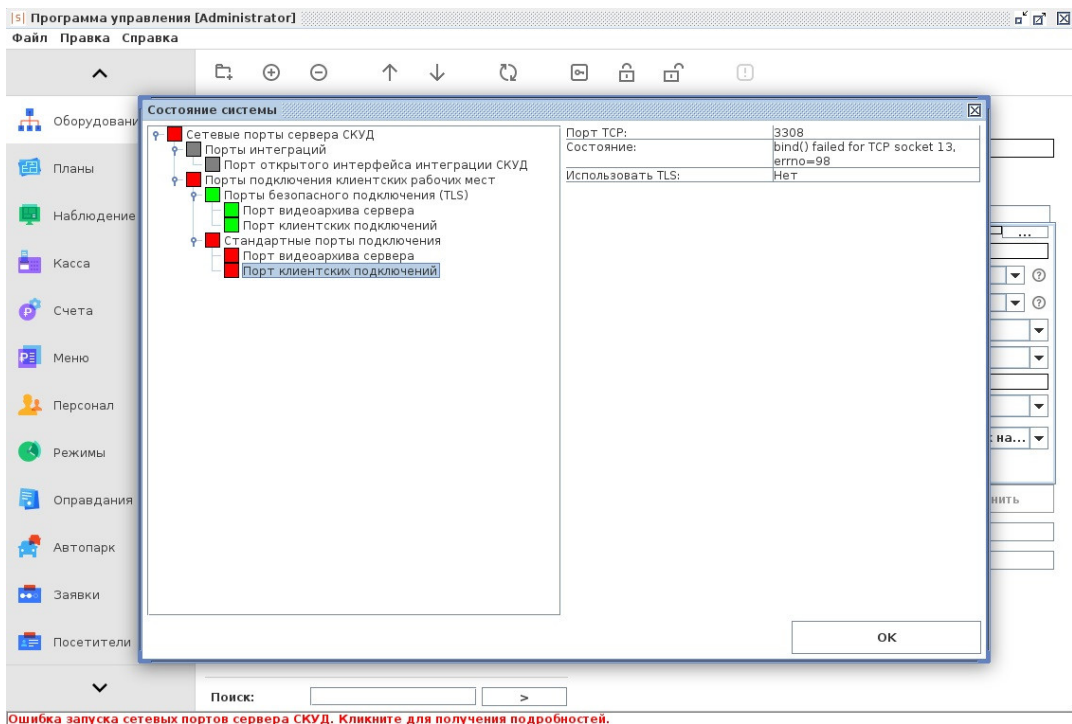 |s| Программа управления [Administrator]
Файл Правка Справка
Состояние системы
Оборудовани
Планы
Наблюдение
Касса
Счета
Меню
Персонал
Режимы
Оправдания
Автопарк
Заявки
Посетители
Сетевые порты сервера СКУД
Порты интеграций
Порт открытого интерфейса интеграции СКУД
Порты подключения клиентских рабочих мест
Порты безопасного подключения (TLS)
Порт видеоархива сервера
Порт клиентских подключений
Стандартные порты подключения
Порт видеоархива сервера
Порт клиентских подключений
Порт TCP: 3308
Состояние: bind() failed for TCP socket 13,
errno=98
Использовать TLS: Нет
...
на...
нить
OK
Поиск: >
Ошибка запуска сетевых портов сервера СКУД. Кликните для получения подробностей.